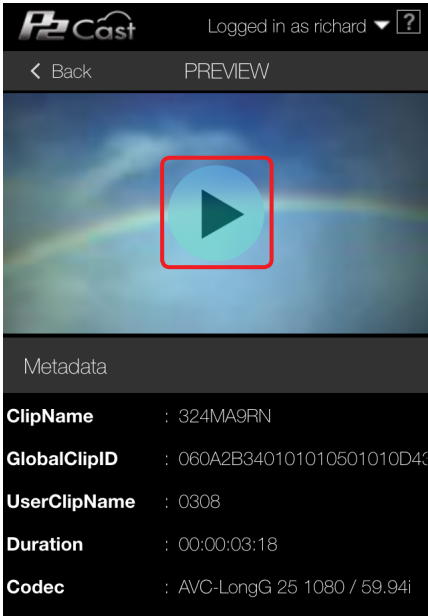 P2 Cast
Logged in as richard ?
Back PREVIEW
Metadata
ClipName : 324MA9RN
GlobalClipID : 060A2B340101010501010D43
UserClipName : 0308
Duration : 00:00:03:18
Codec : AVC-LongG 25 1080 / 59.94i